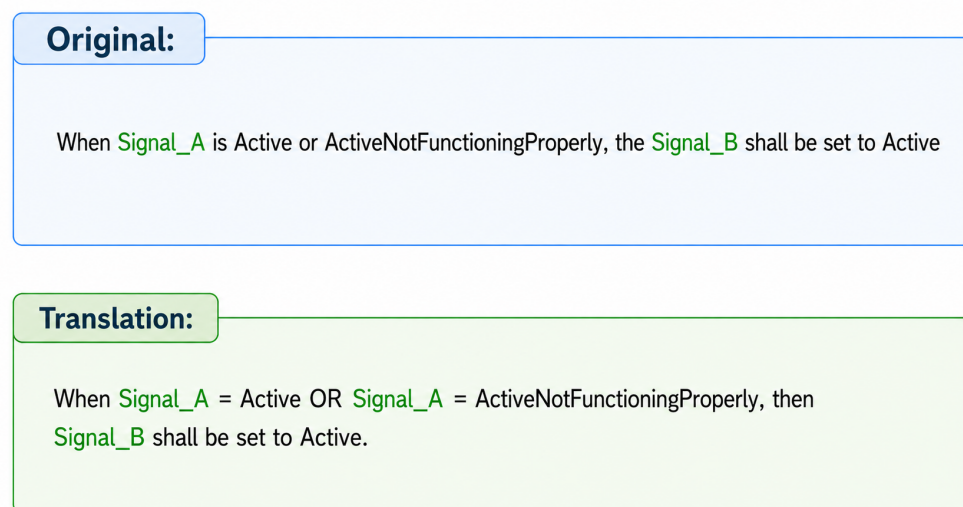 Original:
When Signal_A is Active or ActiveNotFunctioningProperly, the Signal_B shall be set to Active
Translation:
When Signal_A = Active OR Signal_A = ActiveNotFunctioningProperly, then
Signal_B shall be set to Active.